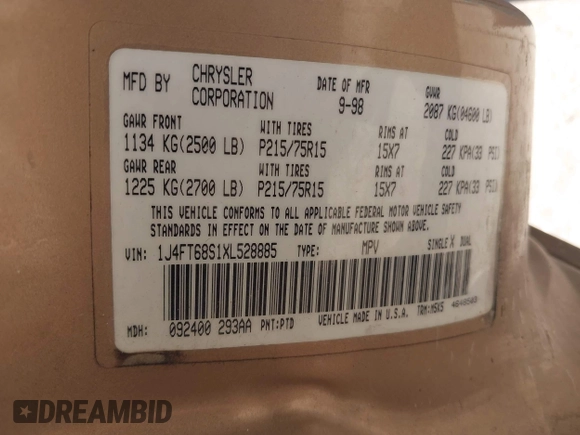 MFD BY CHRYSLER CORPORATION DATE OF MFR 9-98 GVWR 2087 KG(04600 LB)
GAWR FRONT WITH TIRES RIMS AT COLD
1134 KG(2500 LB) P215/75R15 15X7 227 KPA(33 PSI)
GAWR REAR WITH TIRES RIMS AT COLD
1225 KG(2700 LB) P215/75R15 15X7 227 KPA(33 PSI)
THIS VEHICLE CONFORMS TO ALL APPLICABLE FEDERAL MOTOR VEHICLE SAFETY
STANDARDS IN EFFECT ON THE DATE OF MANUFACTURE SHOWN ABOVE.
VIN: 1J4FT68S1XL528885 TYPE: MPV SINGLE X DUAL
MDH: 092400 293AA PNT:PTD VEHICLE MADE IN U.S.A. TRM:M5X5
DREAMBID